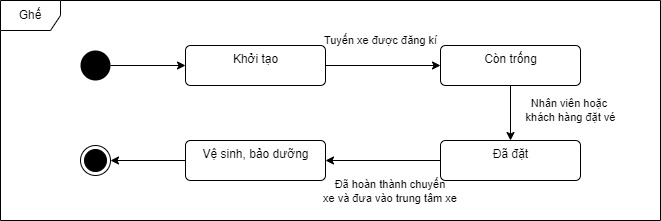 Ghế
Khởi tạo
Tuyến xe được đăng kí
Còn trống
Nhân viên hoặc
khách hàng đặt vé
Đã đặt
Đã hoàn thành chuyến
xe và đưa vào trung tâm xe
Vệ sinh, bảo dưỡng